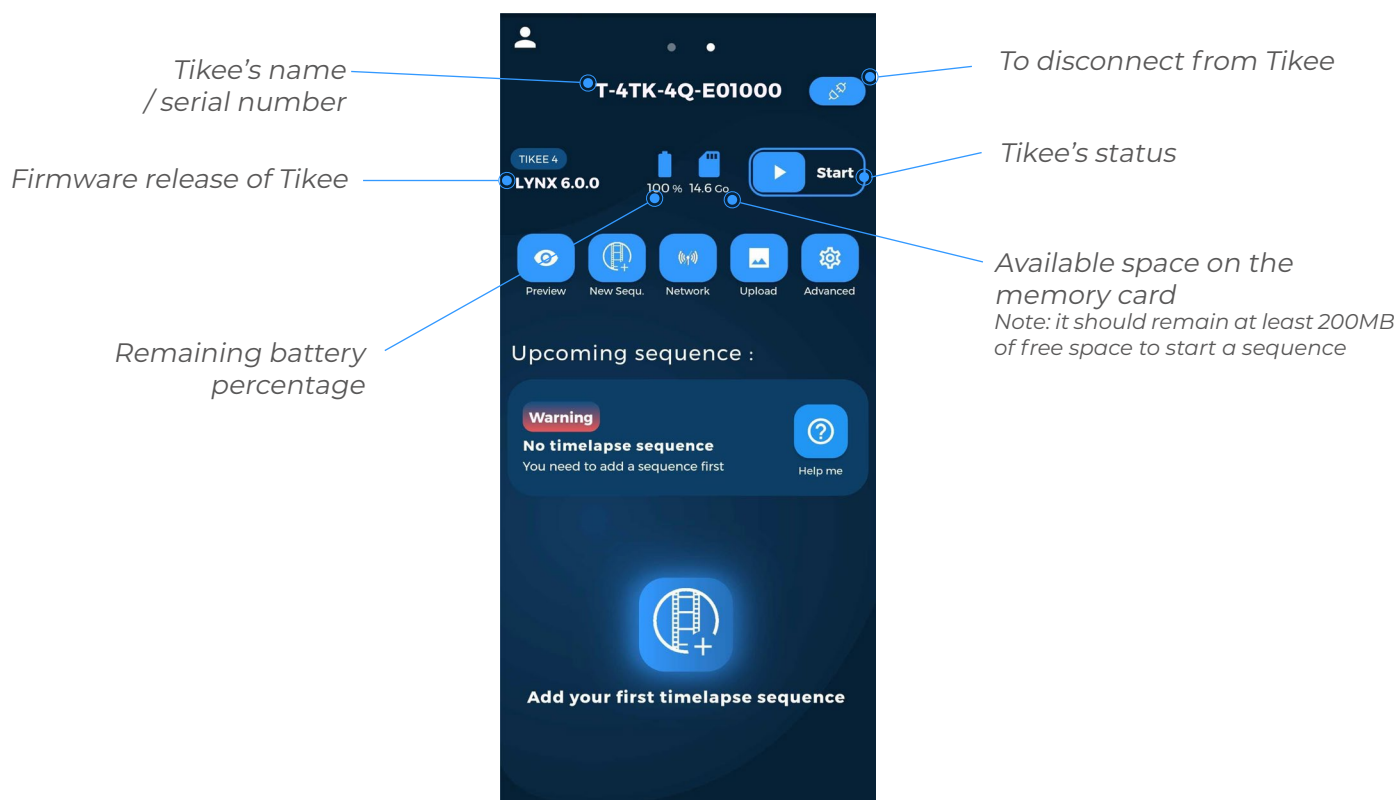 Tikee's name
/ serial number
Firmware release of Tikee
Remaining battery
percentage
T-4TK-4Q-E01000
TIKEE 4
LYNX 6.0.0
100 %
14.6 Go
Start
Preview
New Sequ.
Network
Upload
Advanced
Upcoming sequence :
Warning
No timelapse sequence
You need to add a sequence first
Help me
Add your first timelapse sequence
To disconnect from Tikee
Tikee's status
Available space on the
memory card
Note: it should remain at least 200MB
of free space to start a sequence